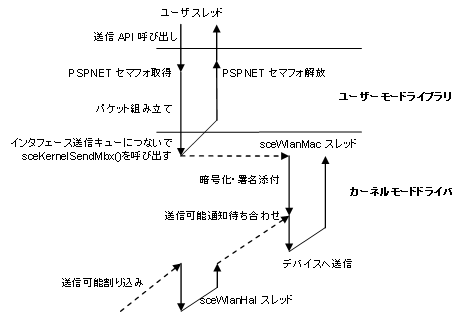 ユーザスレッド
送信 API 呼び出し
PSPNET セマフォ取得
PSPNET セマフォ解放
ユーザーモードライブラリ
パケット組み立て
インタフェース送信キューにつないで
sceKernelSendMbx()を呼び出す
sceWlanMac スレッド
暗号化・署名添付
カーネルモードドライバ
送信可能通知待ち合わせ
デバイスへ送信
送信可能割り込み
sceWlanHal スレッド